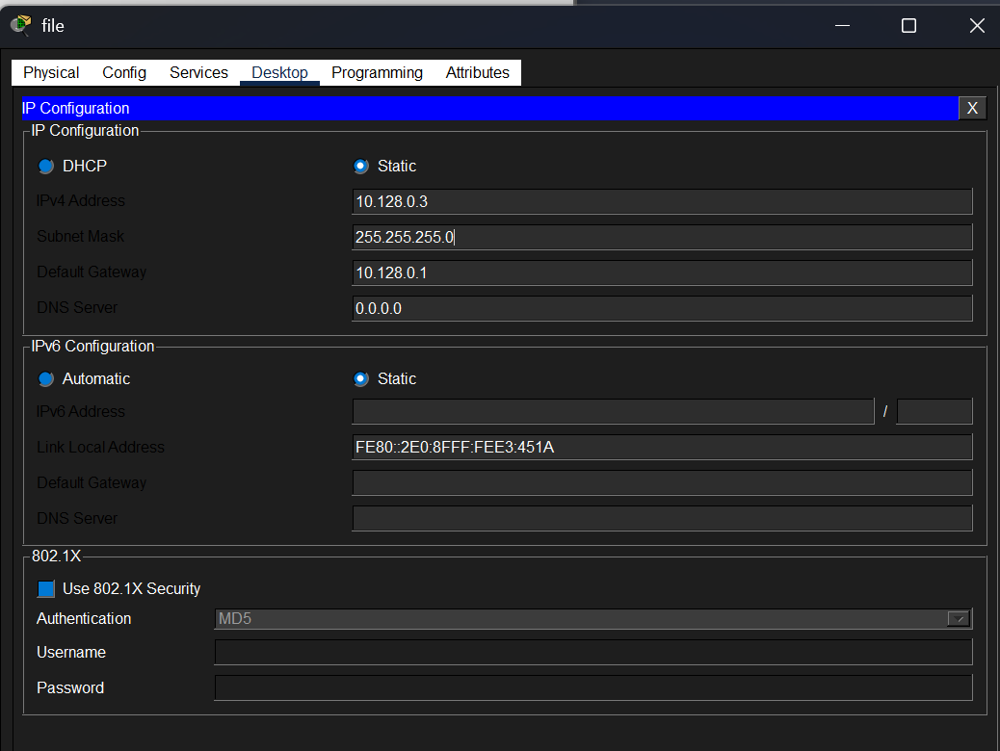 file
Physical Config Services Desktop Programming Attributes
IP Configuration X
IP Configuration
DHCP Static
IPv4 Address 10.128.0.3
Subnet Mask 255.255.255.0
Default Gateway 10.128.0.1
DNS Server 0.0.0.0
IPv6 Configuration
Automatic Static
IPv6 Address /
Link Local Address FE80::2E0:8FFF:FEE3:451A
Default Gateway
DNS Server
802.1X
Use 802.1X Security
Authentication MD5
Username
Password